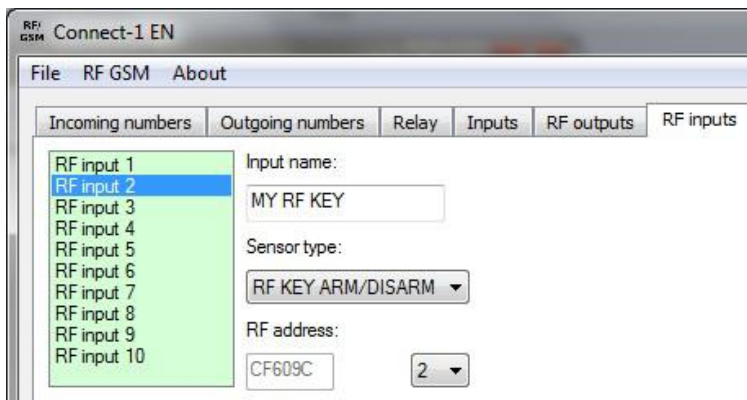 RF/
GSM Connect-1 EN
File RF GSM About
Incoming numbers Outgoing numbers Relay Inputs RF outputs RF inputs
RF input 1
RF input 2
RF input 3
RF input 4
RF input 5
RF input 6
RF input 7
RF input 8
RF input 9
RF input 10
Input name:
MY RF KEY
Sensor type:
RF KEY ARM/DISARM
RF address:
CF609C 2